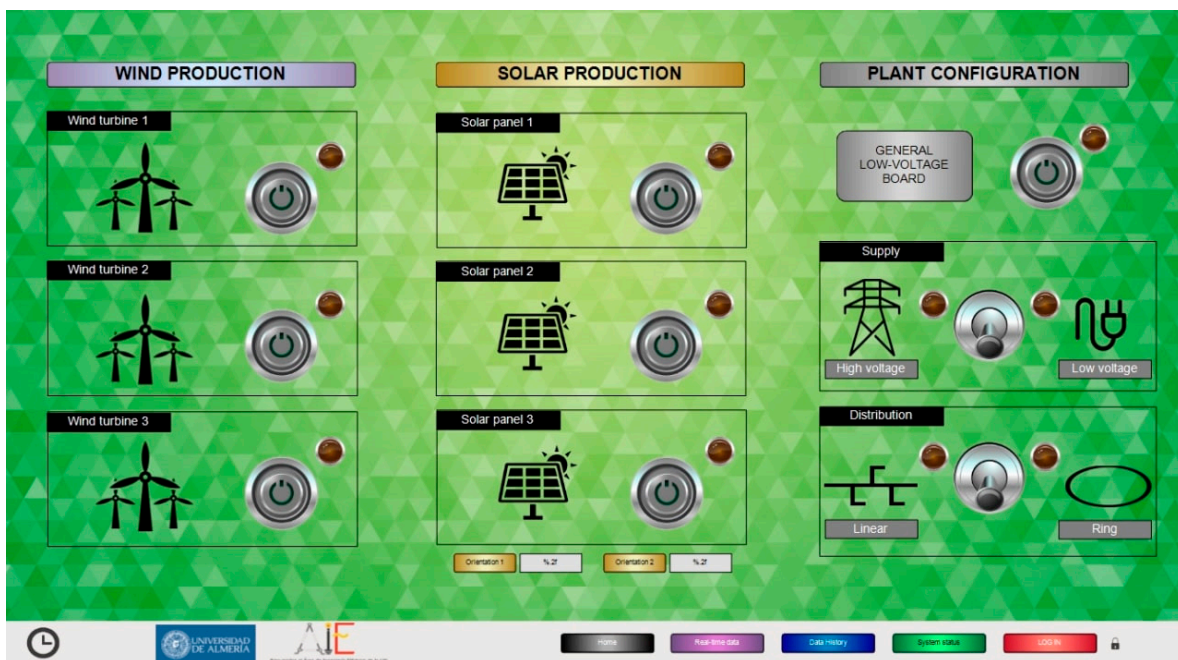 WIND PRODUCTION
Wind turbine 1
Wind turbine 2
Wind turbine 3
SOLAR PRODUCTION
Solar panel 1
Solar panel 2
Solar panel 3
Orientation 1
%.2f
Orientation 2
%.2f
PLANT CONFIGURATION
GENERAL
LOW-VOLTAGE
BOARD
Supply
High voltage
Low voltage
Distribution
Linear
Ring
UNIVERSIDAD
DE ALMERÍA
AIE
Home
Real-time data
Data History
System status
LOG IN